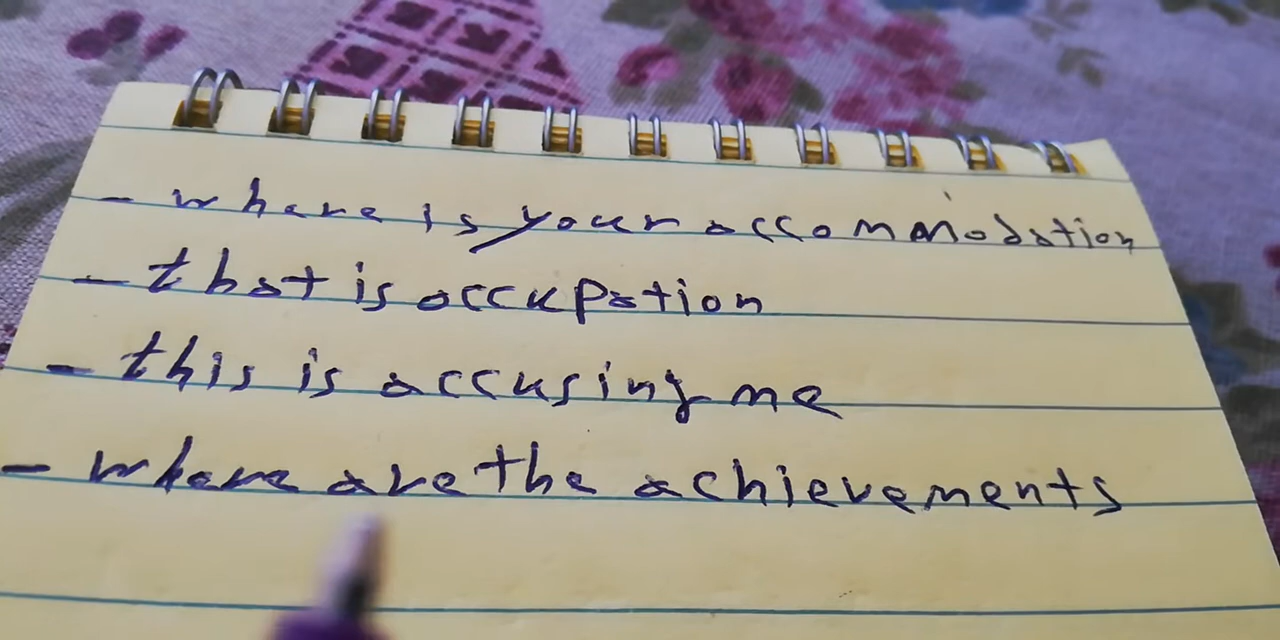 - where is your accommodation
- that is occupation
- this is accusing me
- where are the achievements